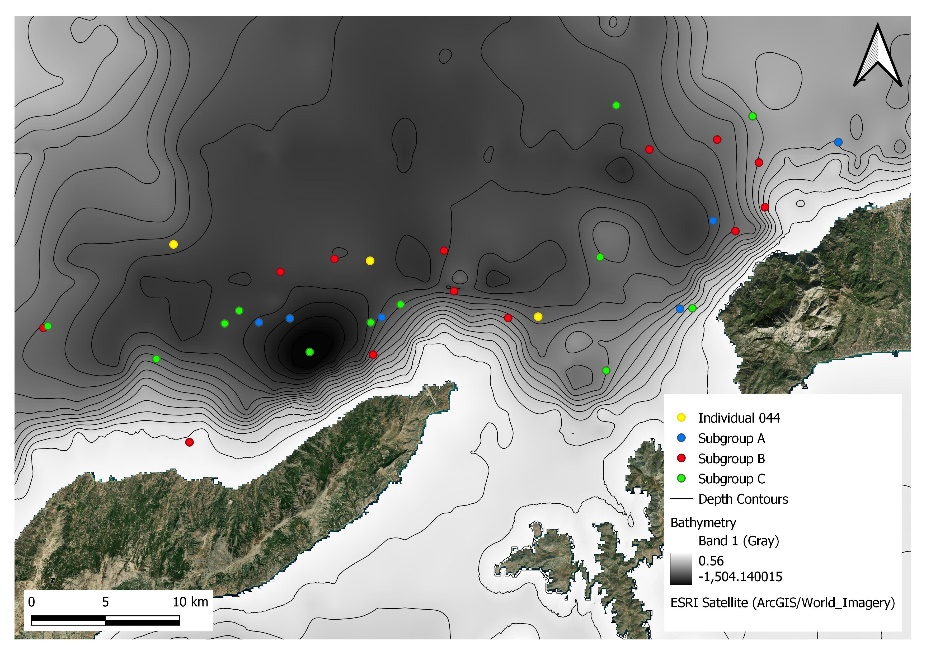 Individual 044
Subgroup A
Subgroup B
Subgroup C
Depth Contours
Bathymetry
Band 1 (Gray)
0.56
-1,504.140015
ESRI Satellite (ArcGIS/World_Imagery)
0 5 10 km